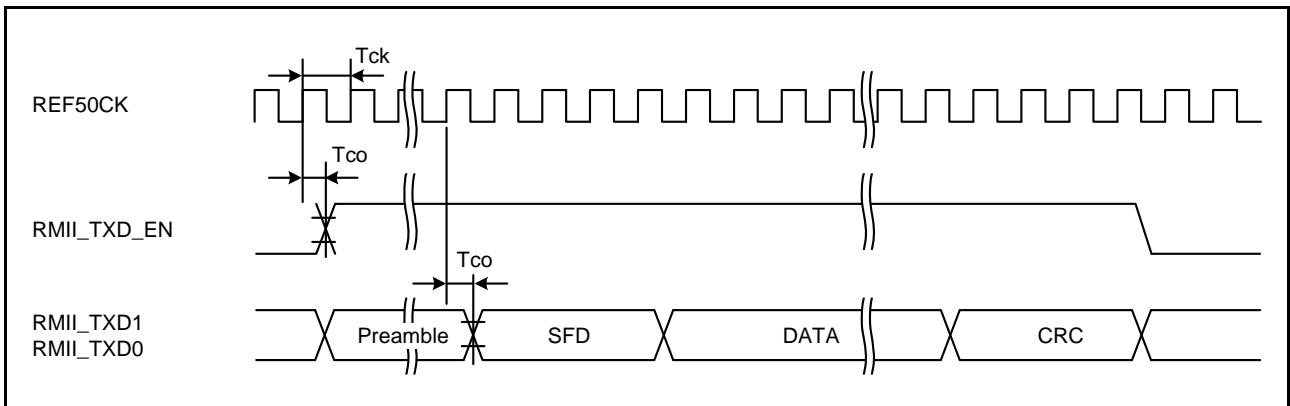 Tck
REF50CK
Tco
RMII_TXD_EN
Tco
RMII_TXD1
RMII_TXD0
Preamble
SFD
DATA
CRC